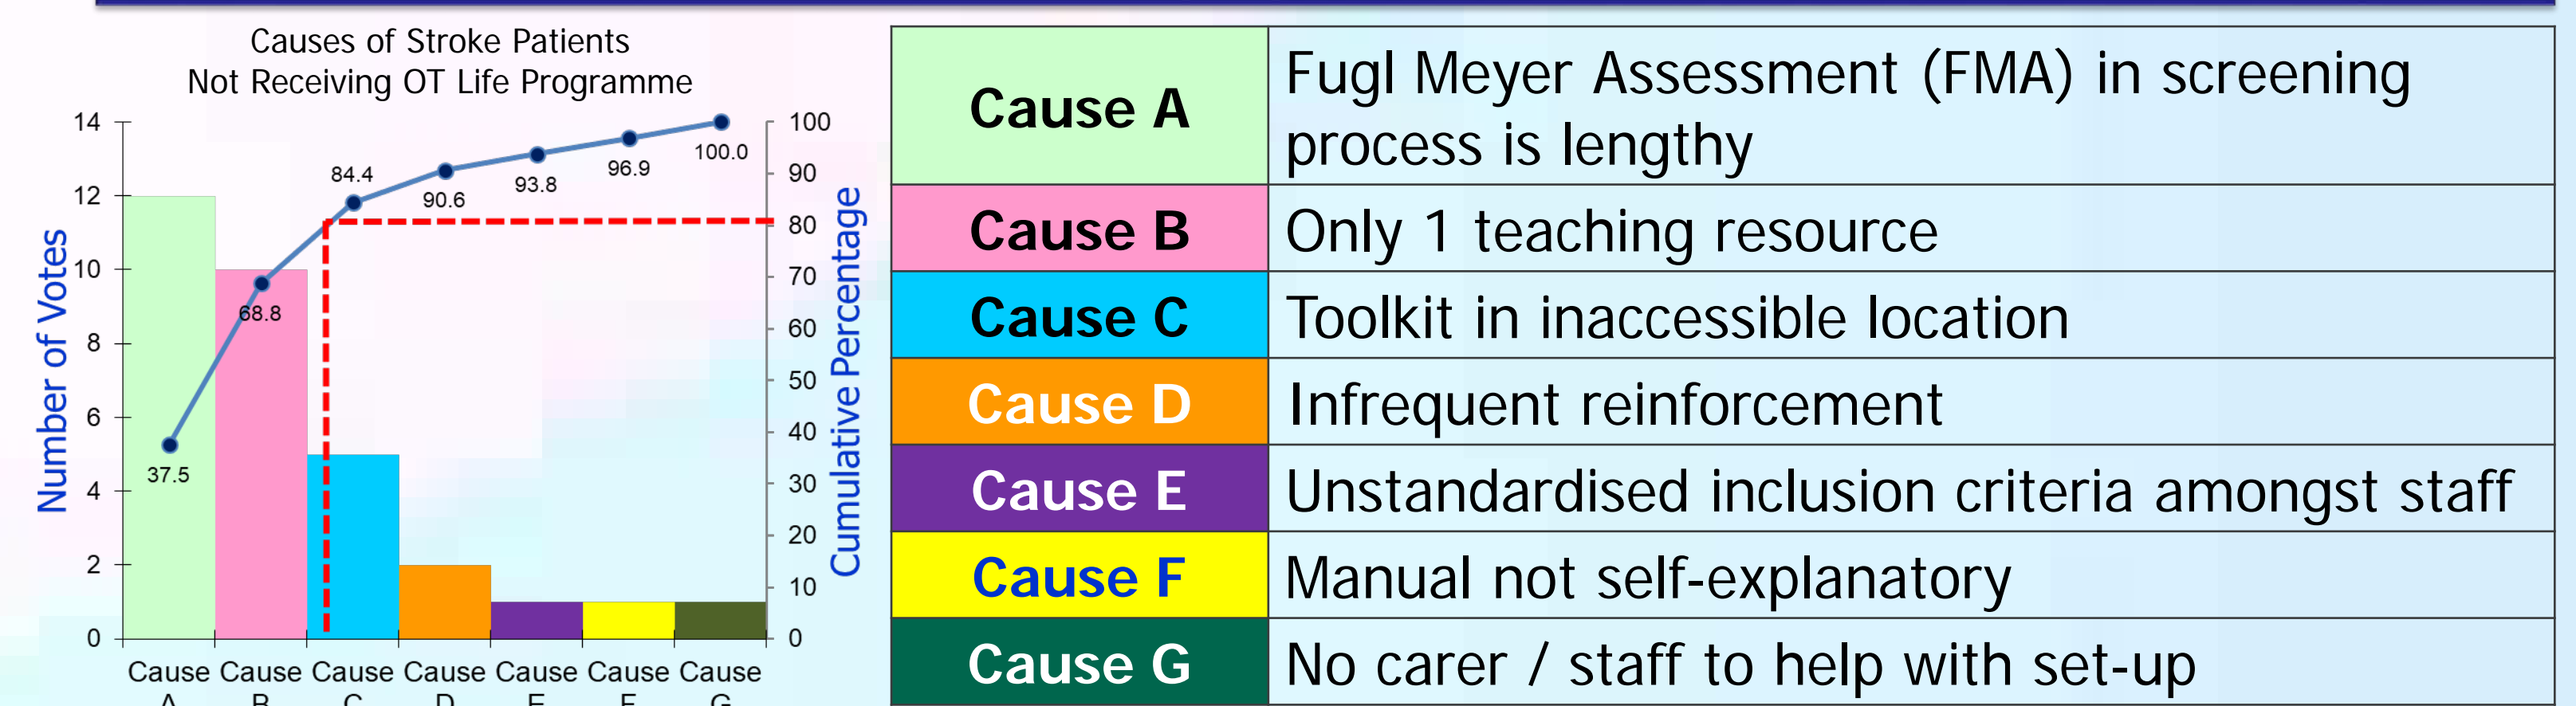 Causes of Stroke Patients
Not Receiving OT Life Programme
Number of Votes
14
12
10
8
6
4
2
0
37.5
68.8
84.4
90.6
93.8
96.9
100.0
100
90
80
70
60
50
40
30
20
10
0
Cumulative Percentage
Cause Cause Cause Cause Cause Cause Cause
A B C D E F G
Cause A
Fugl Meyer Assessment (FMA) in screening
process is lengthy
Cause B
Only 1 teaching resource
Cause C
Toolkit in inaccessible location
Cause D
Infrequent reinforcement
Cause E
Unstandardised inclusion criteria amongst staff
Cause F
Manual not self-explanatory
Cause G
No carer / staff to help with set-up